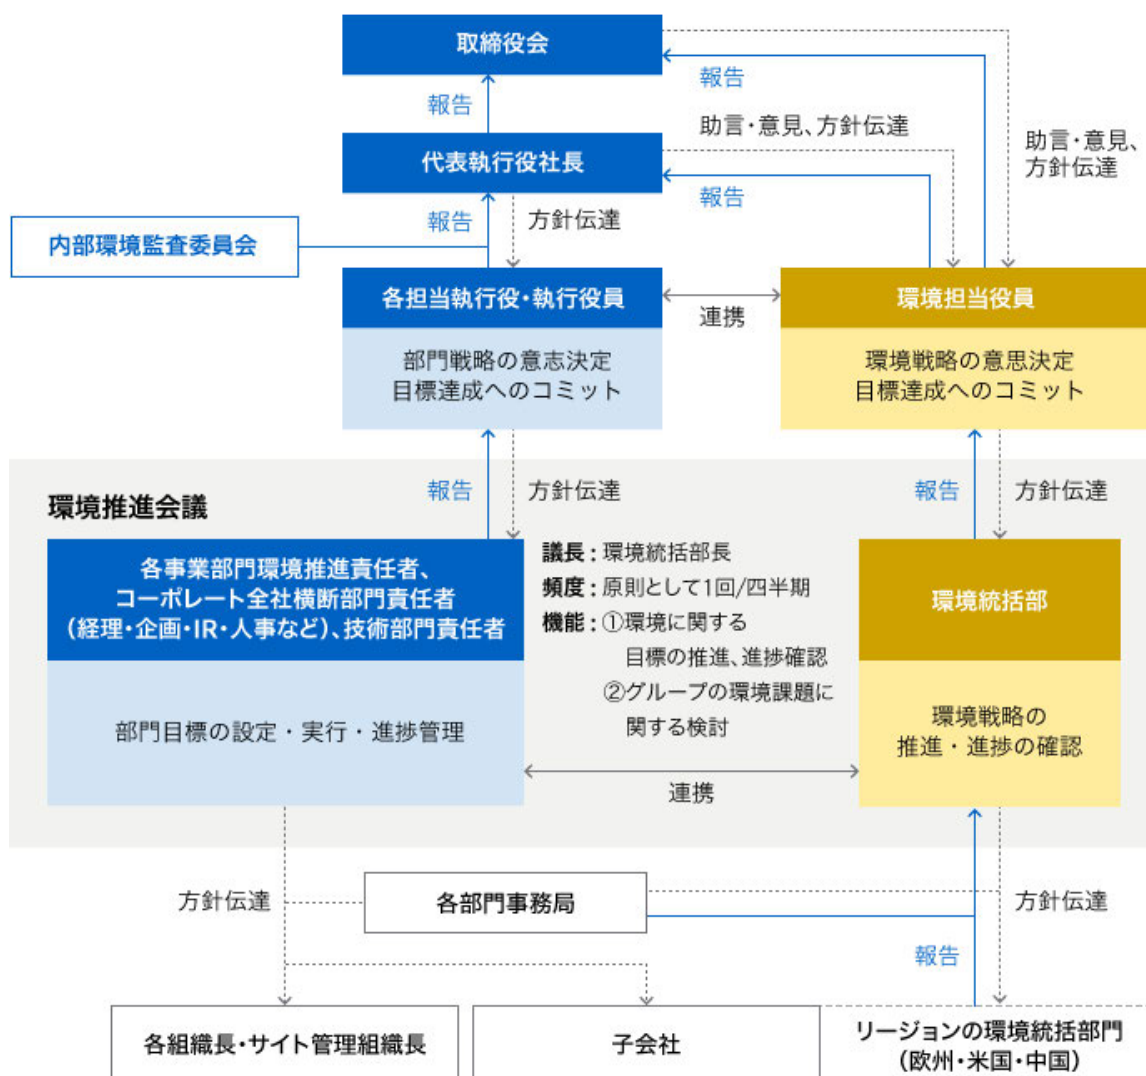 取締役会
報告
報告
助言・意見、方針伝達
助言・意見、
方針伝達
代表執行役社長
報告
方針伝達
報告
内部環境監査委員会
各担当執行役・執行役員
連携
環境担当役員
部門戦略の意志決定
目標達成へのコミット
環境戦略の意思決定
目標達成へのコミット
環境推進会議
報告
方針伝達
報告
方針伝達
各事業部門環境推進責任者、
コーポレート全社横断部門責任者
(経理・企画・IR・人事など)、技術部門責任者
部門目標の設定・実行・進捗管理
議長:環境統括部長
頻度:原則として1回/四半期
機能:①環境に関する
目標の推進、進捗確認
②グループの環境課題に
関する検討
環境統括部
環境戦略の
推進・進捗の確認
連携
方針伝達
各部門事務局
方針伝達
報告
各組織長・サイト管理組織長
子会社
リージョンの環境統括部門
(欧州・米国・中国)